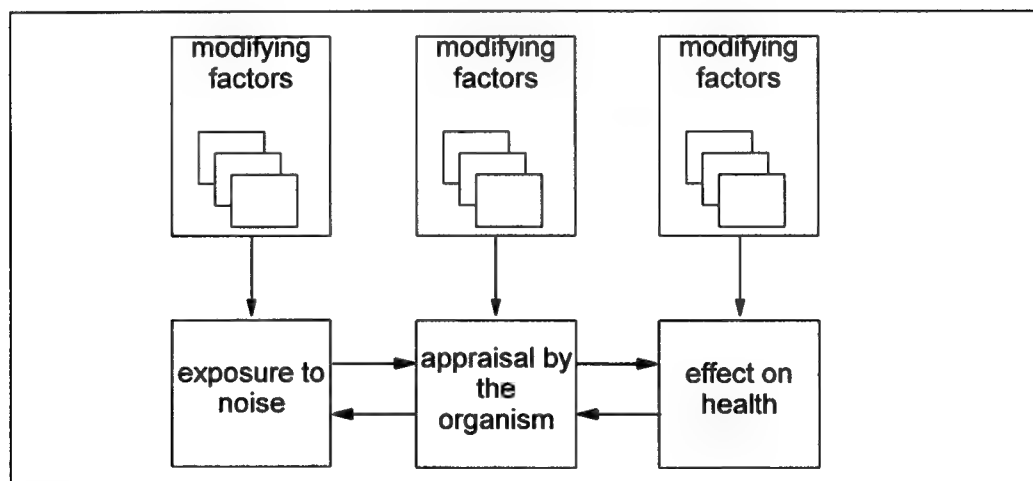 modifying
factors
modifying
factors
modifying
factors
exposure to
noise
appraisal by
the
organism
effect on
health